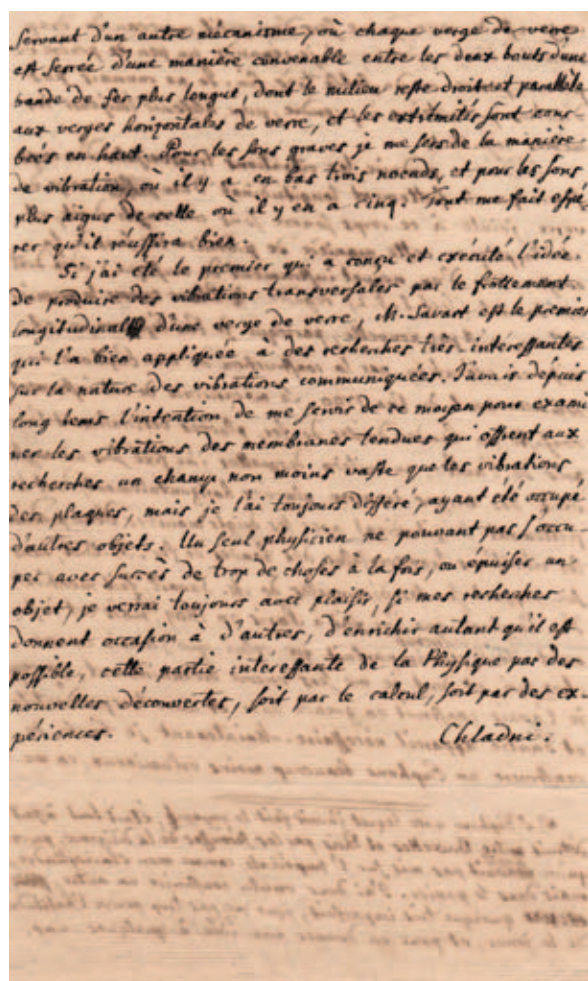 servant d'un autre mécanisme, où chaque verge de verre
est serrée d'une manière convenable entre les deux bouts d'une
bande de fer plus longue, dont le milieu reste droit et parallèle
aux verges horizontales de verre, et les extrémités sont cour-
bées en haut. Pour les sons graves je me sers de la manière
de vibration, où il y a en bas trois noeuds, et pour les sons
plus aigus de celle où il y en a cinq. Tout me fait espé-
rer qu'il réussira bien.
Si j'ai été le premier qui a conçu et exécuté l'idée
de produire des vibrations transversales par le frottement
longitudinal d'une verge de verre, M. Savart est le premier
qui l'a bien appliquée à des recherches très-intéressantes
sur la nature des vibrations communiquées. J'avais depuis
long tems l'intention de me servir de ce moyen pour exami
ner les vibrations des membranes tendues qui offrent aux
recherches un champ non moins vaste que les vibrations
des plaques, mais je l'ai toujours différé, ayant été occupé
d'autres objets. Un seul physicien ne pouvant pas s'occu-
per avec succès de trop de choses à la fois, ou épuiser un
objet, je verrai toujours avec plaisir, si mes recherches
donnent occasion à d'autres, d'enrichir autant qu'il est
possible, cette partie interessante de la Physique par des
nouvelles découvertes, soit par le calcul, soit par des ex-
périences. Chladni.